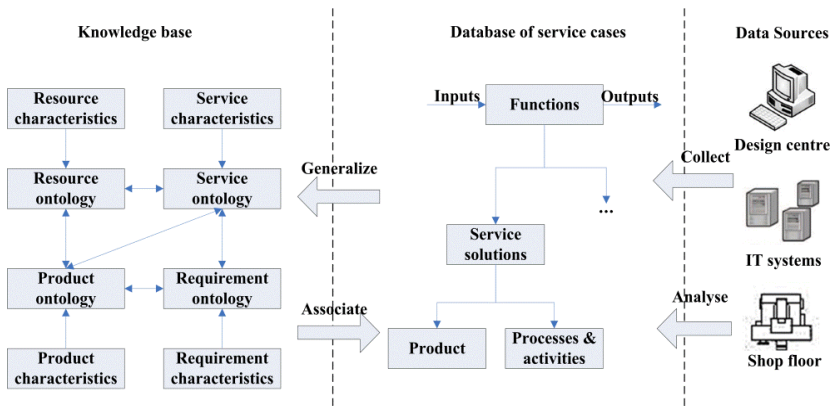 Knowledge base
Database of service cases
Data Sources
Resource
characteristics
Service
characteristics
Resource
ontology
Service
ontology
Product
ontology
Requirement
ontology
Product
characteristics
Requirement
characteristics
Generalize
Associate
Inputs
Functions
Outputs
...
Service
solutions
Product
Processes &
activities
Collect
Analyse
Design centre
IT systems
Shop floor